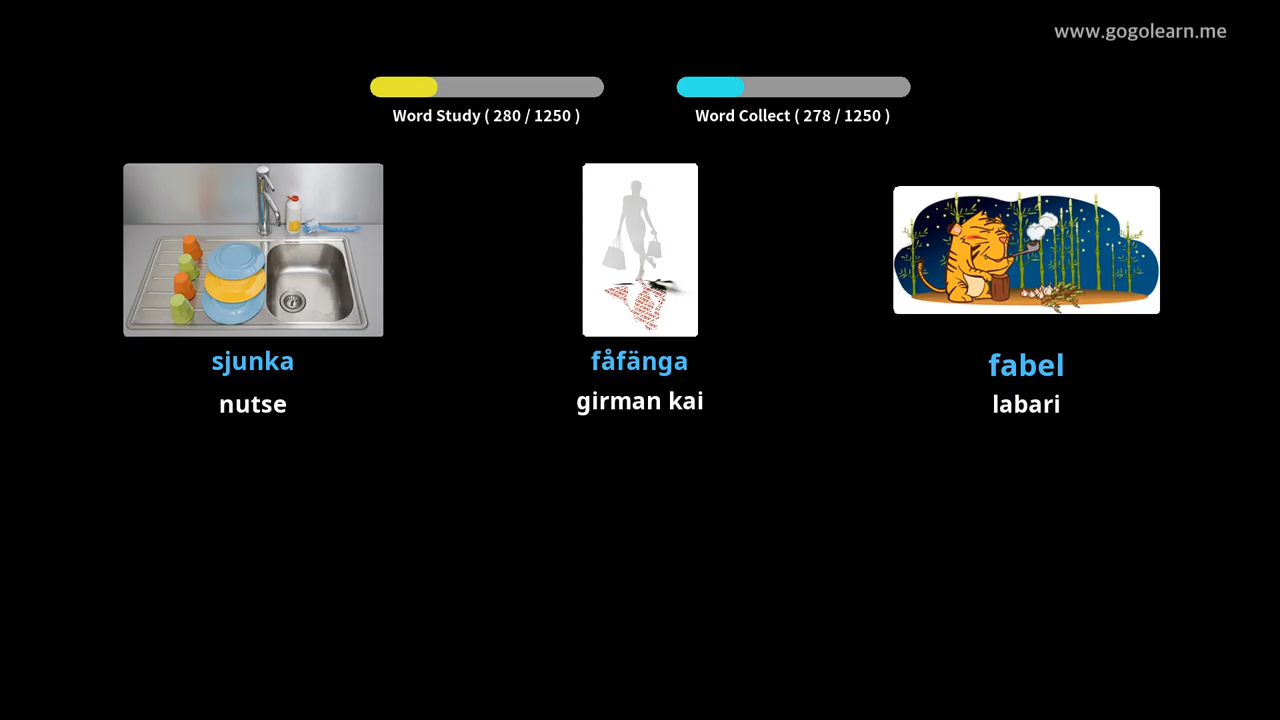 www.gogolearn.me
Word Study ( 280 / 1250 )
Word Collect ( 278 / 1250 )
sjunka
nutse
fåfänga
girman kai
fabel
labari